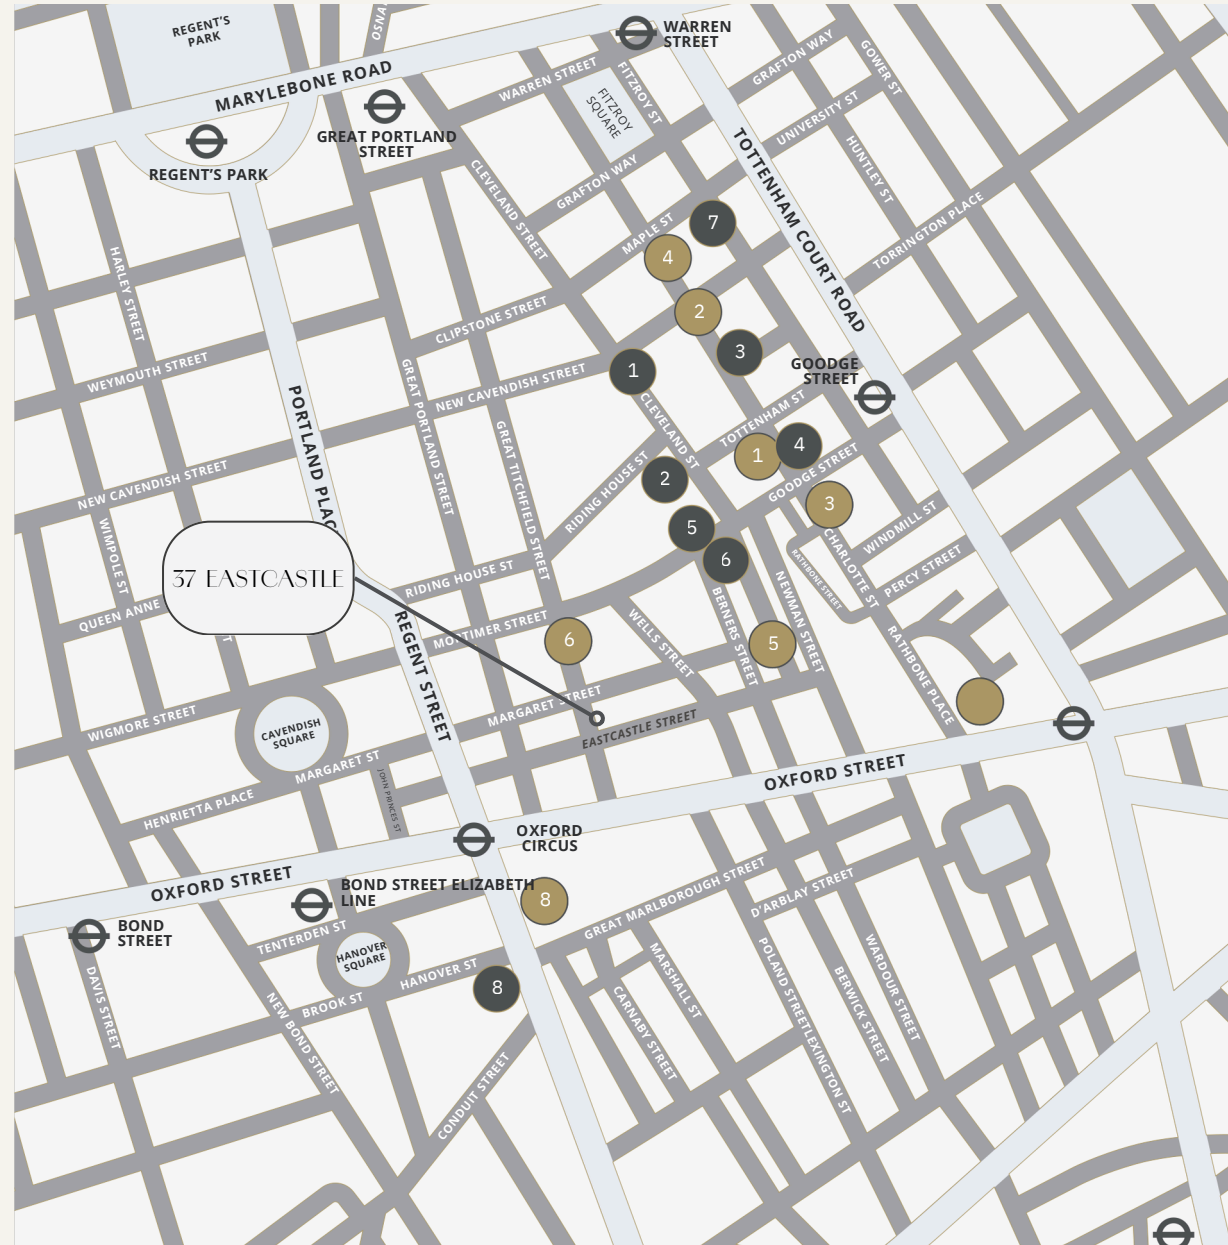 REGENT'S
PARK
OSNA
WARREN
STREET
MARYLEBONE ROAD
WARREN STREET
FITZROY ST
FITZROY
SQUARE
GRAFTON WAY
GOWER ST
UNIVERSITY ST
HUNTLEY ST
GREAT PORTLAND
STREET
REGENT'S PARK
CLEVELAND STREET
GRAFTON WAY
TOTTENHAM COURT ROAD
TORRINGTON PLACE
MAPLE ST
7
4
HARLEY STREET
CLIPSTONE STREET
2
3
1
GOODGE
STREET
WEYMOUTH STREET
NEW CAVENDISH STREET
GREAT PORTLAND STREET
PORTLAND PLAC
CLEVELAND ST
TOTTENHAM ST
GREAT TITCHFIELD STREET
1
4
RIDING HOUSE ST
2
GOODGE STREET
NEW CAVENDISH STREET
3
WIMPOLE ST
5
WINDMILL ST
6
CHARLOTTE ST
RATHBONE STREET
PERCY STREET
37 EASTCASTLE
RIDING HOUSE ST
NEWMAN STREET
BERNERS STREET
QUEEN ANNE
T
REGENT STREET
MORTIMER STREET
6
WELLS STREET
5
RATHBONE PLACE
WIGMORE STREET
CAVENDISH
SQUARE
MARGARET STREET
EASTCASTLE STREET
MARGARET ST
JOHN PRINCES ST
HENRIETTA PLACE
OXFORD STREET
OXFORD
CIRCUS
OXFORD STREET
BOND STREET ELIZABETH
LINE
8
GREAT MARLBOROUGH STREET
D'ARBLAY STREET
BOND
STREET
TENTERDEN ST
HANOVER
SQUARE
HANOVER ST
BROOK ST
8
DAVIS STREET
NEW BOND STREET
CONDUIT STREET
CARNABY STREET
MARSHALL ST
POLAND STREET
LEXINGTON ST
BERWICK STREET
WARDOUR STREET